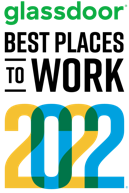 glassdoor
BEST PLACES
TO WORK
2022